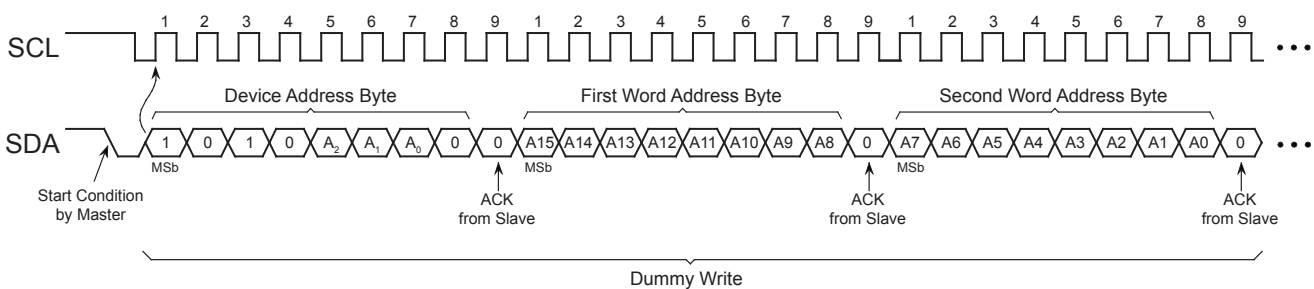 1 2 3 4 5 6 7 8 9 1 2 3 4 5 6 7 8 9 1 2 3 4 5 6 7 8 9
SCL •••
Device Address Byte First Word Address Byte Second Word Address Byte
SDA 1 0 1 0 A₂ A₁ A₀ 0 0 A15 A14 A13 A12 A11 A10 A9 A8 0 A7 A6 A5 A4 A3 A2 A1 A0 0 •••
MSb MSb MSb
Start Condition ACK ACK ACK
by Master from Slave from Slave from Slave
Dummy Write